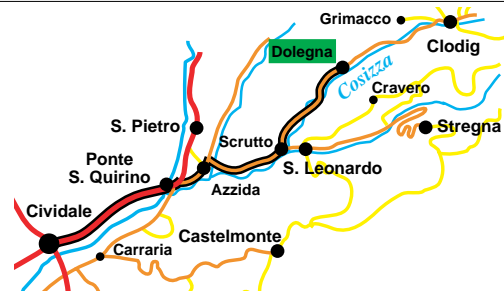 Grimacco
Clodig
Dolegna
Cosizza
Cravero
S. Pietro
Scrutto
Stregna
Ponte
S. Quirino
S. Leonardo
Azzida
Cividale
Castelmonte
Carraria